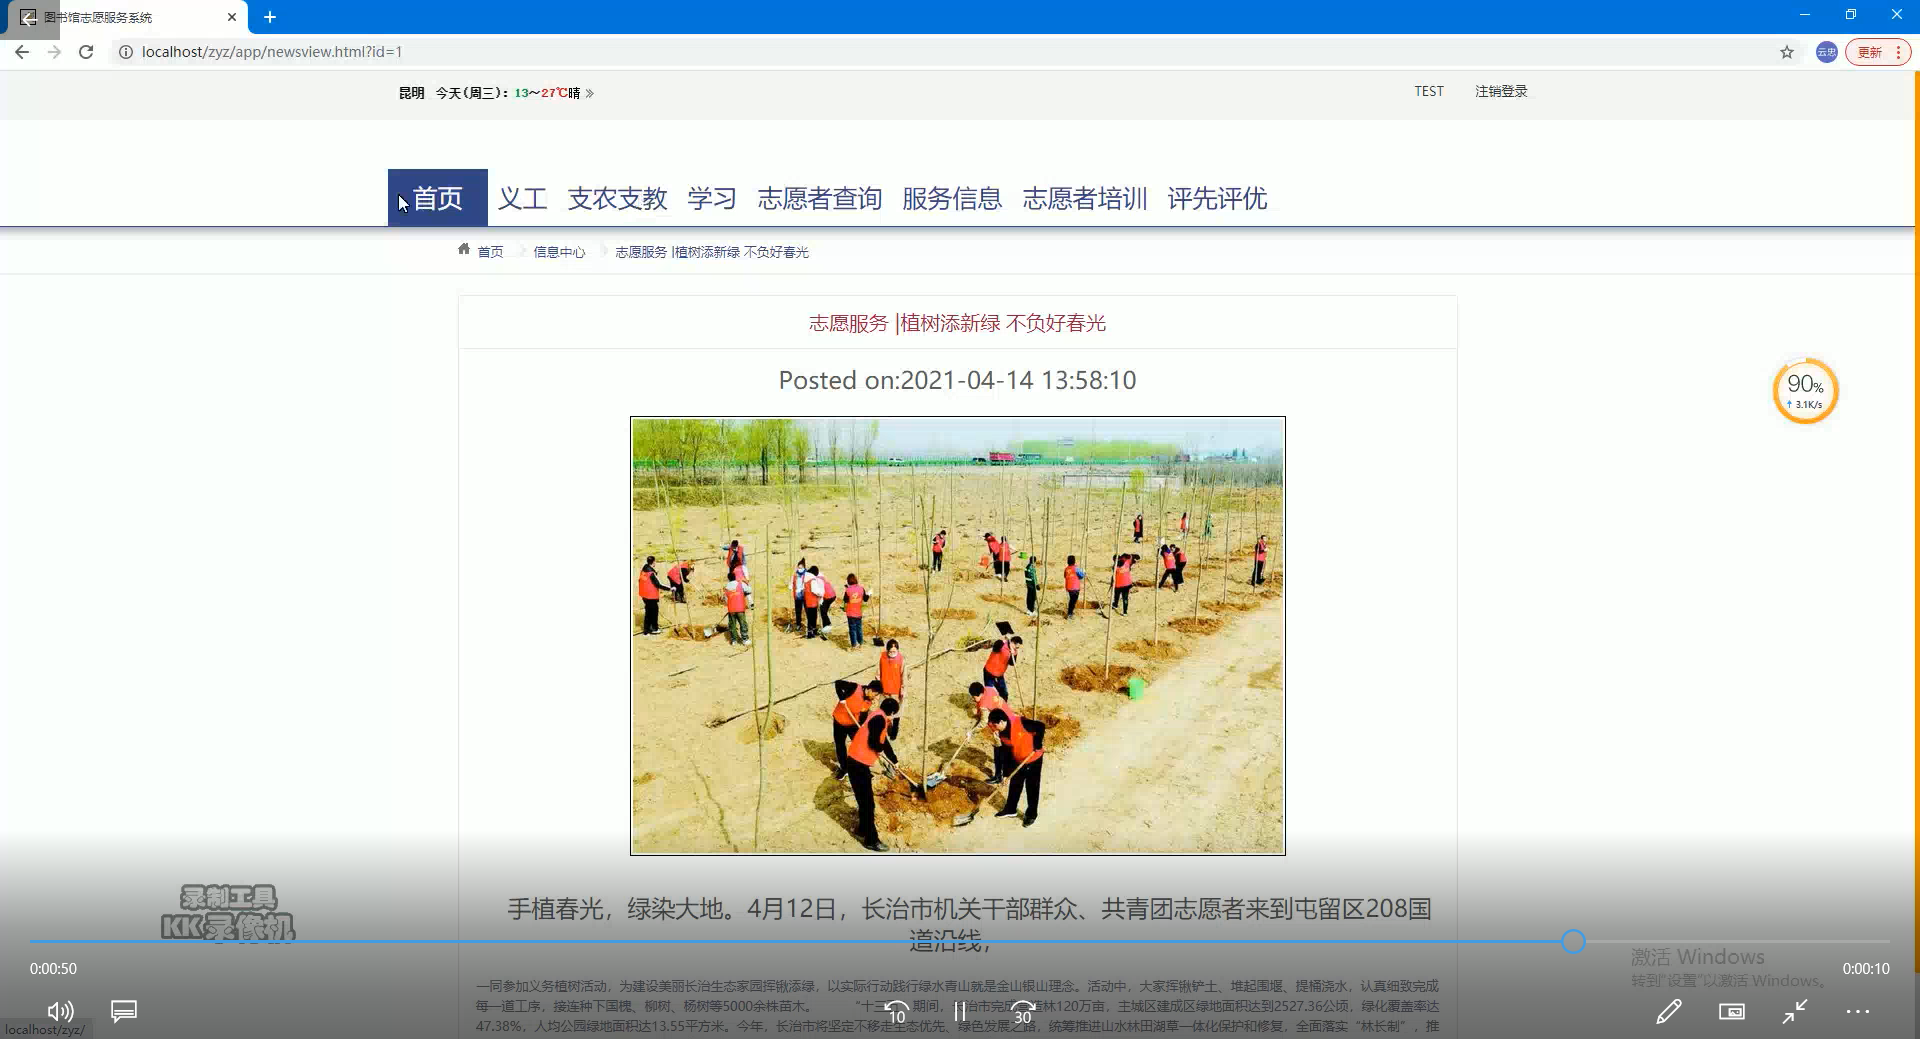 图书馆志愿服务系统
localhost/zyz/app/newsview.html?id=1
云忠
更新
昆明 今天(周三)：13～27℃晴
TEST 注销登录
首页 义工 支农支教 学习 志愿者查询 服务信息 志愿者培训 评先评优
首页 信息中心 志愿服务 |植树添新绿 不负好春光
志愿服务 |植树添新绿 不负好春光
Posted on:2021-04-14 13:58:10
90%
↑ 3.1K/s
手植春光，绿染大地。4月12日，长治市机关干部群众、共青团志愿者来到屯留区208国
道沿线，
录制工具
KK录像机
激活 Windows
转到"设置"以激活 Windows。
0:00:50
0:00:10
一同参加义务植树活动，为建设美丽长治生态家园挥锹添绿，以实际行动践行绿水青山就是金山银山理念。活动中，大家挥锹铲土、堆起围堰、提桶浇水，认真细致完成
每一道工序，接连种下国槐、柳树、杨树等5000余株苗木。 "十三五"期间，长治市完成营造林120万亩，主城区建成区绿地面积达到2527.36公顷，绿化覆盖率达
47.38%，人均公园绿地面积达13.55平方米。今年，长治市将坚定不移走生态优先、绿色发展之路，统筹推进山水林田湖草一体化保护和修复，全面落实"林长制"，推
10
30
localhost/zyz/